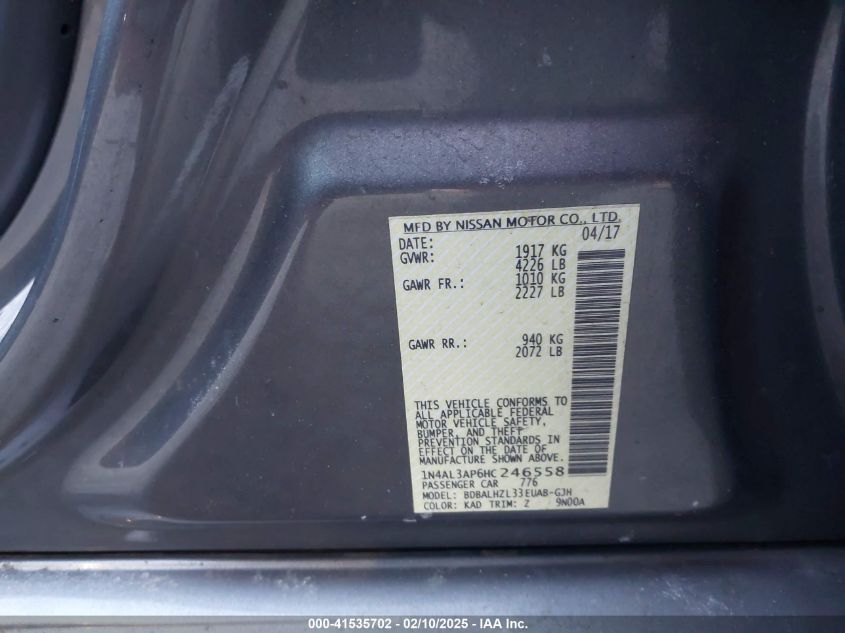 MFD BY NISSAN MOTOR CO., LTD.
DATE: 04/17
GVWR: 1917 KG
4226 LB
GAWR FR.: 1010 KG
2227 LB
GAWR RR.: 940 KG
2072 LB
THIS VEHICLE CONFORMS TO
ALL APPLICABLE FEDERAL
MOTOR VEHICLE SAFETY,
BUMPER, AND THEFT
PREVENTION STANDARDS IN
EFFECT ON THE DATE OF
MANUFACTURE SHOWN ABOVE.
1N4AL3AP6HC246558
PASSENGER CAR 776
MODEL: BDBALHZL33EUAB-GJH
COLOR: KAD TRIM: Z 9N00A
000-41535702 - 02/10/2025 - IAA Inc.